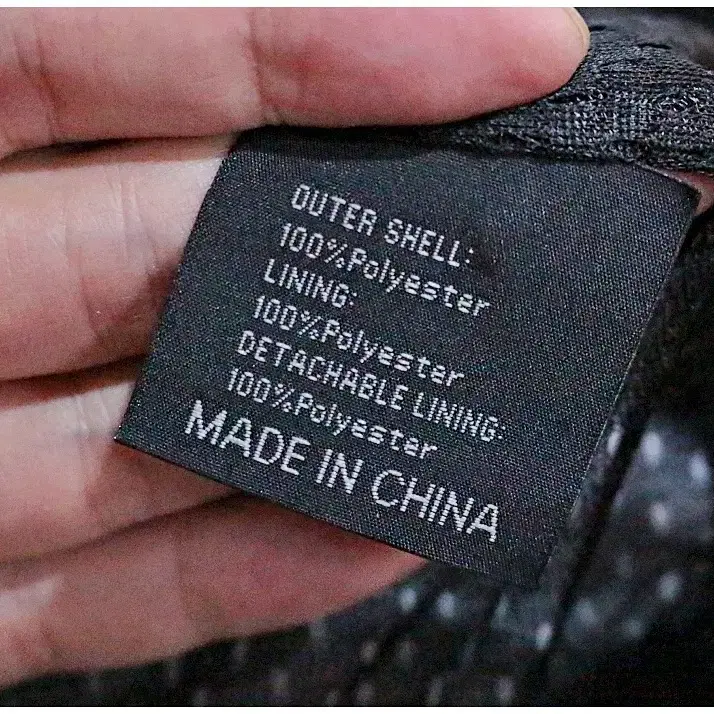 OUTER SHELL:
100%Polyester
LINING:
100%Polyester
DETACHABLE LINING:
100%Polyester
MADE IN CHINA